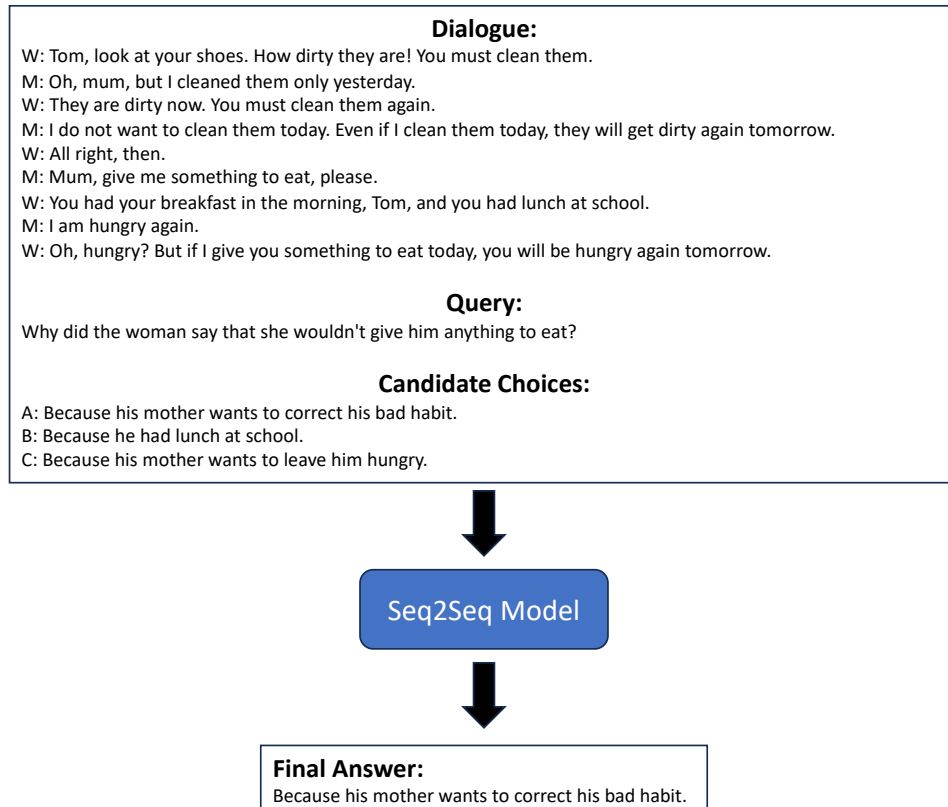 Dialogue:
W: Tom, look at your shoes. How dirty they are! You must clean them.
M: Oh, mum, but I cleaned them only yesterday.
W: They are dirty now. You must clean them again.
M: I do not want to clean them today. Even if I clean them today, they will get dirty again tomorrow.
W: All right, then.
M: Mum, give me something to eat, please.
W: You had your breakfast in the morning, Tom, and you had lunch at school.
M: I am hungry again.
W: Oh, hungry? But if I give you something to eat today, you will be hungry again tomorrow.
Query:
Why did the woman say that she wouldn't give him anything to eat?
Candidate Choices:
A: Because his mother wants to correct his bad habit.
B: Because he had lunch at school.
C: Because his mother wants to leave him hungry.
Seq2Seq Model
Final Answer:
Because his mother wants to correct his bad habit.